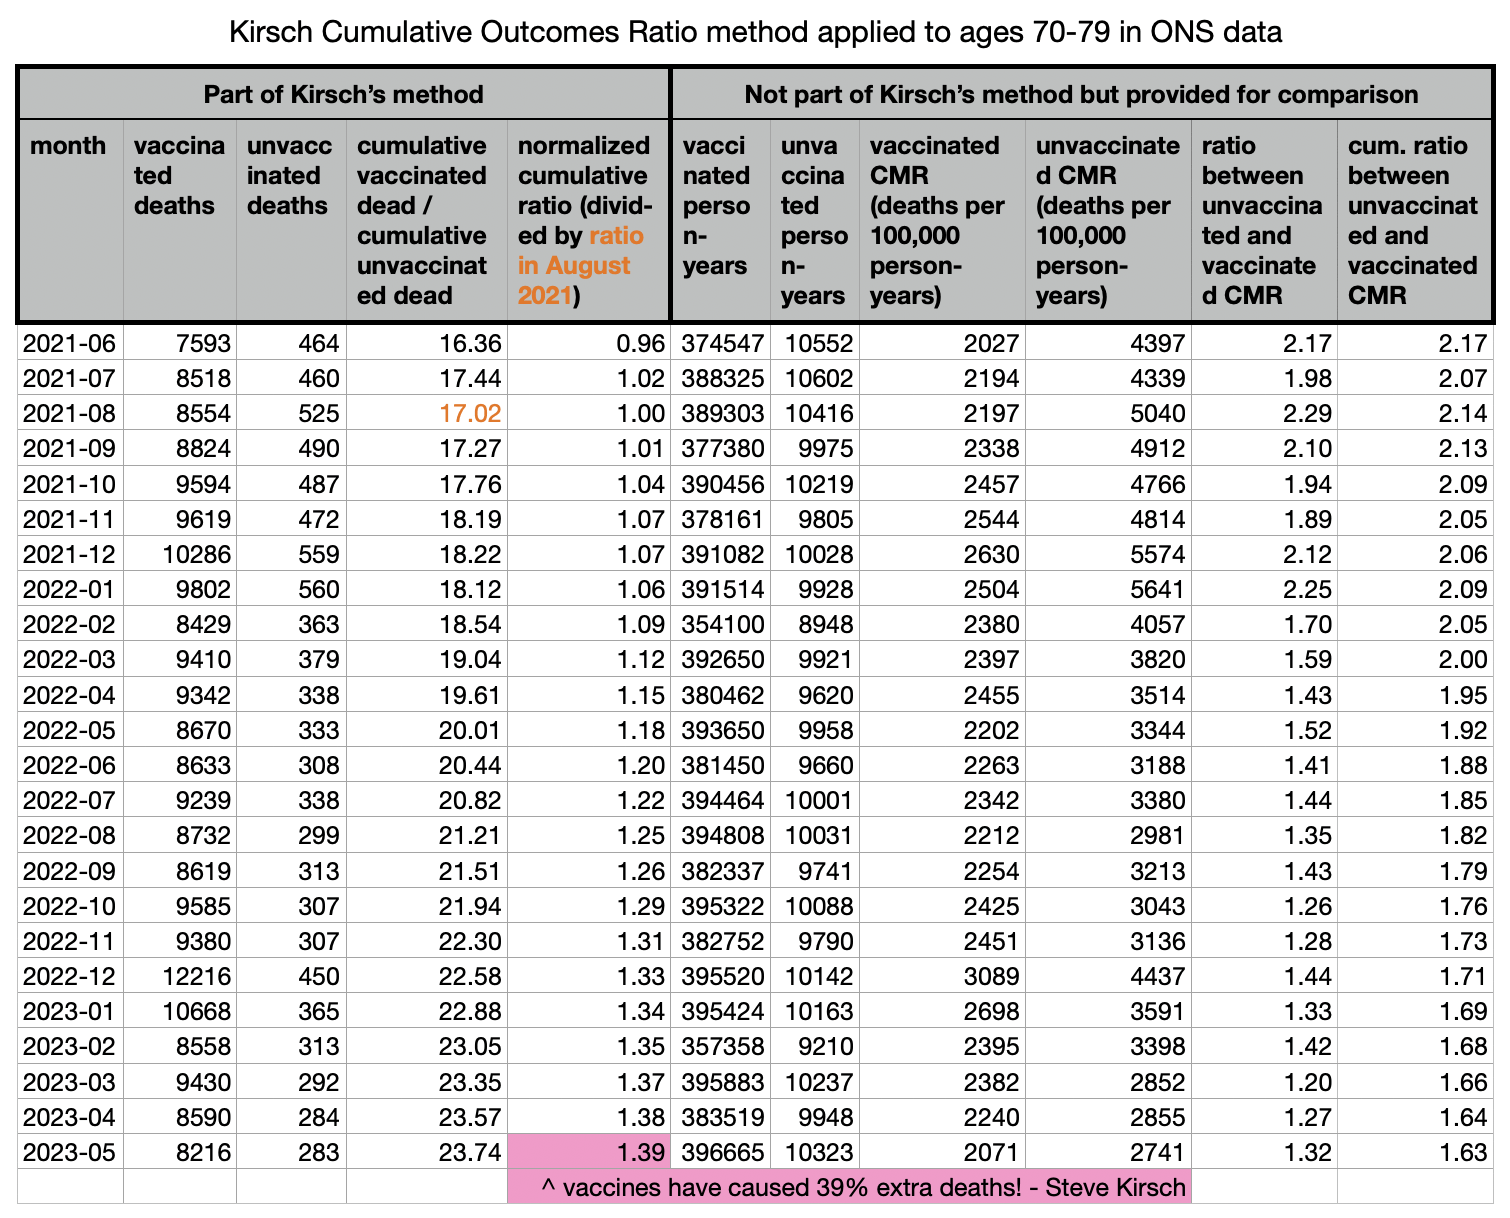 Kirsch Cumulative Outcomes Ratio method applied to ages 70-79 in ONS data
Part of Kirsch's method Not part of Kirsch's method but provided for comparison
month vaccina unvacc cumulative normalized vacci unva vaccinated unvaccinate ratio cum. ratio
ted inated vaccinated cumulative nated ccina CMR d CMR between between
deaths deaths dead / ratio (divid- perso ted (deaths per (deaths per unvaccina unvaccinat
cumulative ed by ratio n- perso 100,000 100,000 ted and ed and
unvaccinat in August years n- person- person- vaccinate vaccinated
ed dead 2021) years years) years) d CMR CMR
2021-06 7593 464 16.36 0.96 374547 10552 2027 4397 2.17 2.17
2021-07 8518 460 17.44 1.02 388325 10602 2194 4339 1.98 2.07
2021-08 8554 525 17.02 1.00 389303 10416 2197 5040 2.29 2.14
2021-09 8824 490 17.27 1.01 377380 9975 2338 4912 2.10 2.13
2021-10 9594 487 17.76 1.04 390456 10219 2457 4766 1.94 2.09
2021-11 9619 472 18.19 1.07 378161 9805 2544 4814 1.89 2.05
2021-12 10286 559 18.22 1.07 391082 10028 2630 5574 2.12 2.06
2022-01 9802 560 18.12 1.06 391514 9928 2504 5641 2.25 2.09
2022-02 8429 363 18.54 1.09 354100 8948 2380 4057 1.70 2.05
2022-03 9410 379 19.04 1.12 392650 9921 2397 3820 1.59 2.00
2022-04 9342 338 19.61 1.15 380462 9620 2455 3514 1.43 1.95
2022-05 8670 333 20.01 1.18 393650 9958 2202 3344 1.52 1.92
2022-06 8633 308 20.44 1.20 381450 9660 2263 3188 1.41 1.88
2022-07 9239 338 20.82 1.22 394464 10001 2342 3380 1.44 1.85
2022-08 8732 299 21.21 1.25 394808 10031 2212 2981 1.35 1.82
2022-09 8619 313 21.51 1.26 382337 9741 2254 3213 1.43 1.79
2022-10 9585 307 21.94 1.29 395322 10088 2425 3043 1.26 1.76
2022-11 9380 307 22.30 1.31 382752 9790 2451 3136 1.28 1.73
2022-12 12216 450 22.58 1.33 395520 10142 3089 4437 1.44 1.71
2023-01 10668 365 22.88 1.34 395424 10163 2698 3591 1.33 1.69
2023-02 8558 313 23.05 1.35 357358 9210 2395 3398 1.42 1.68
2023-03 9430 292 23.35 1.37 395883 10237 2382 2852 1.20 1.66
2023-04 8590 284 23.57 1.38 383519 9948 2240 2855 1.27 1.64
2023-05 8216 283 23.74 1.39 396665 10323 2071 2741 1.32 1.63
^ vaccines have caused 39% extra deaths! - Steve Kirsch